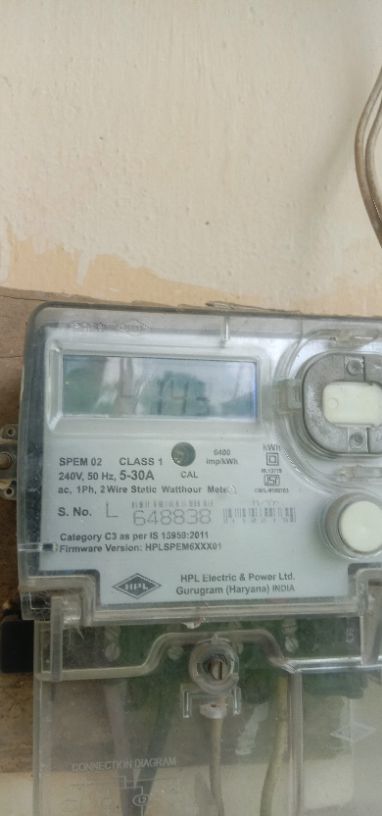 SPEM 02 CLASS 1
6400 imp/kWh
kWh
240V, 50 Hz, 5-30A CAL
ac, 1Ph, 2 Wire Static Watthour Meter
S. No. L 648838
Category C3 as per IS 15959:2011
Firmware Version: HPLSPEM6XXX01
HPL
HPL Electric & Power Ltd.
Gurugram (Haryana) INDIA
CONNECTION DIAGRAM